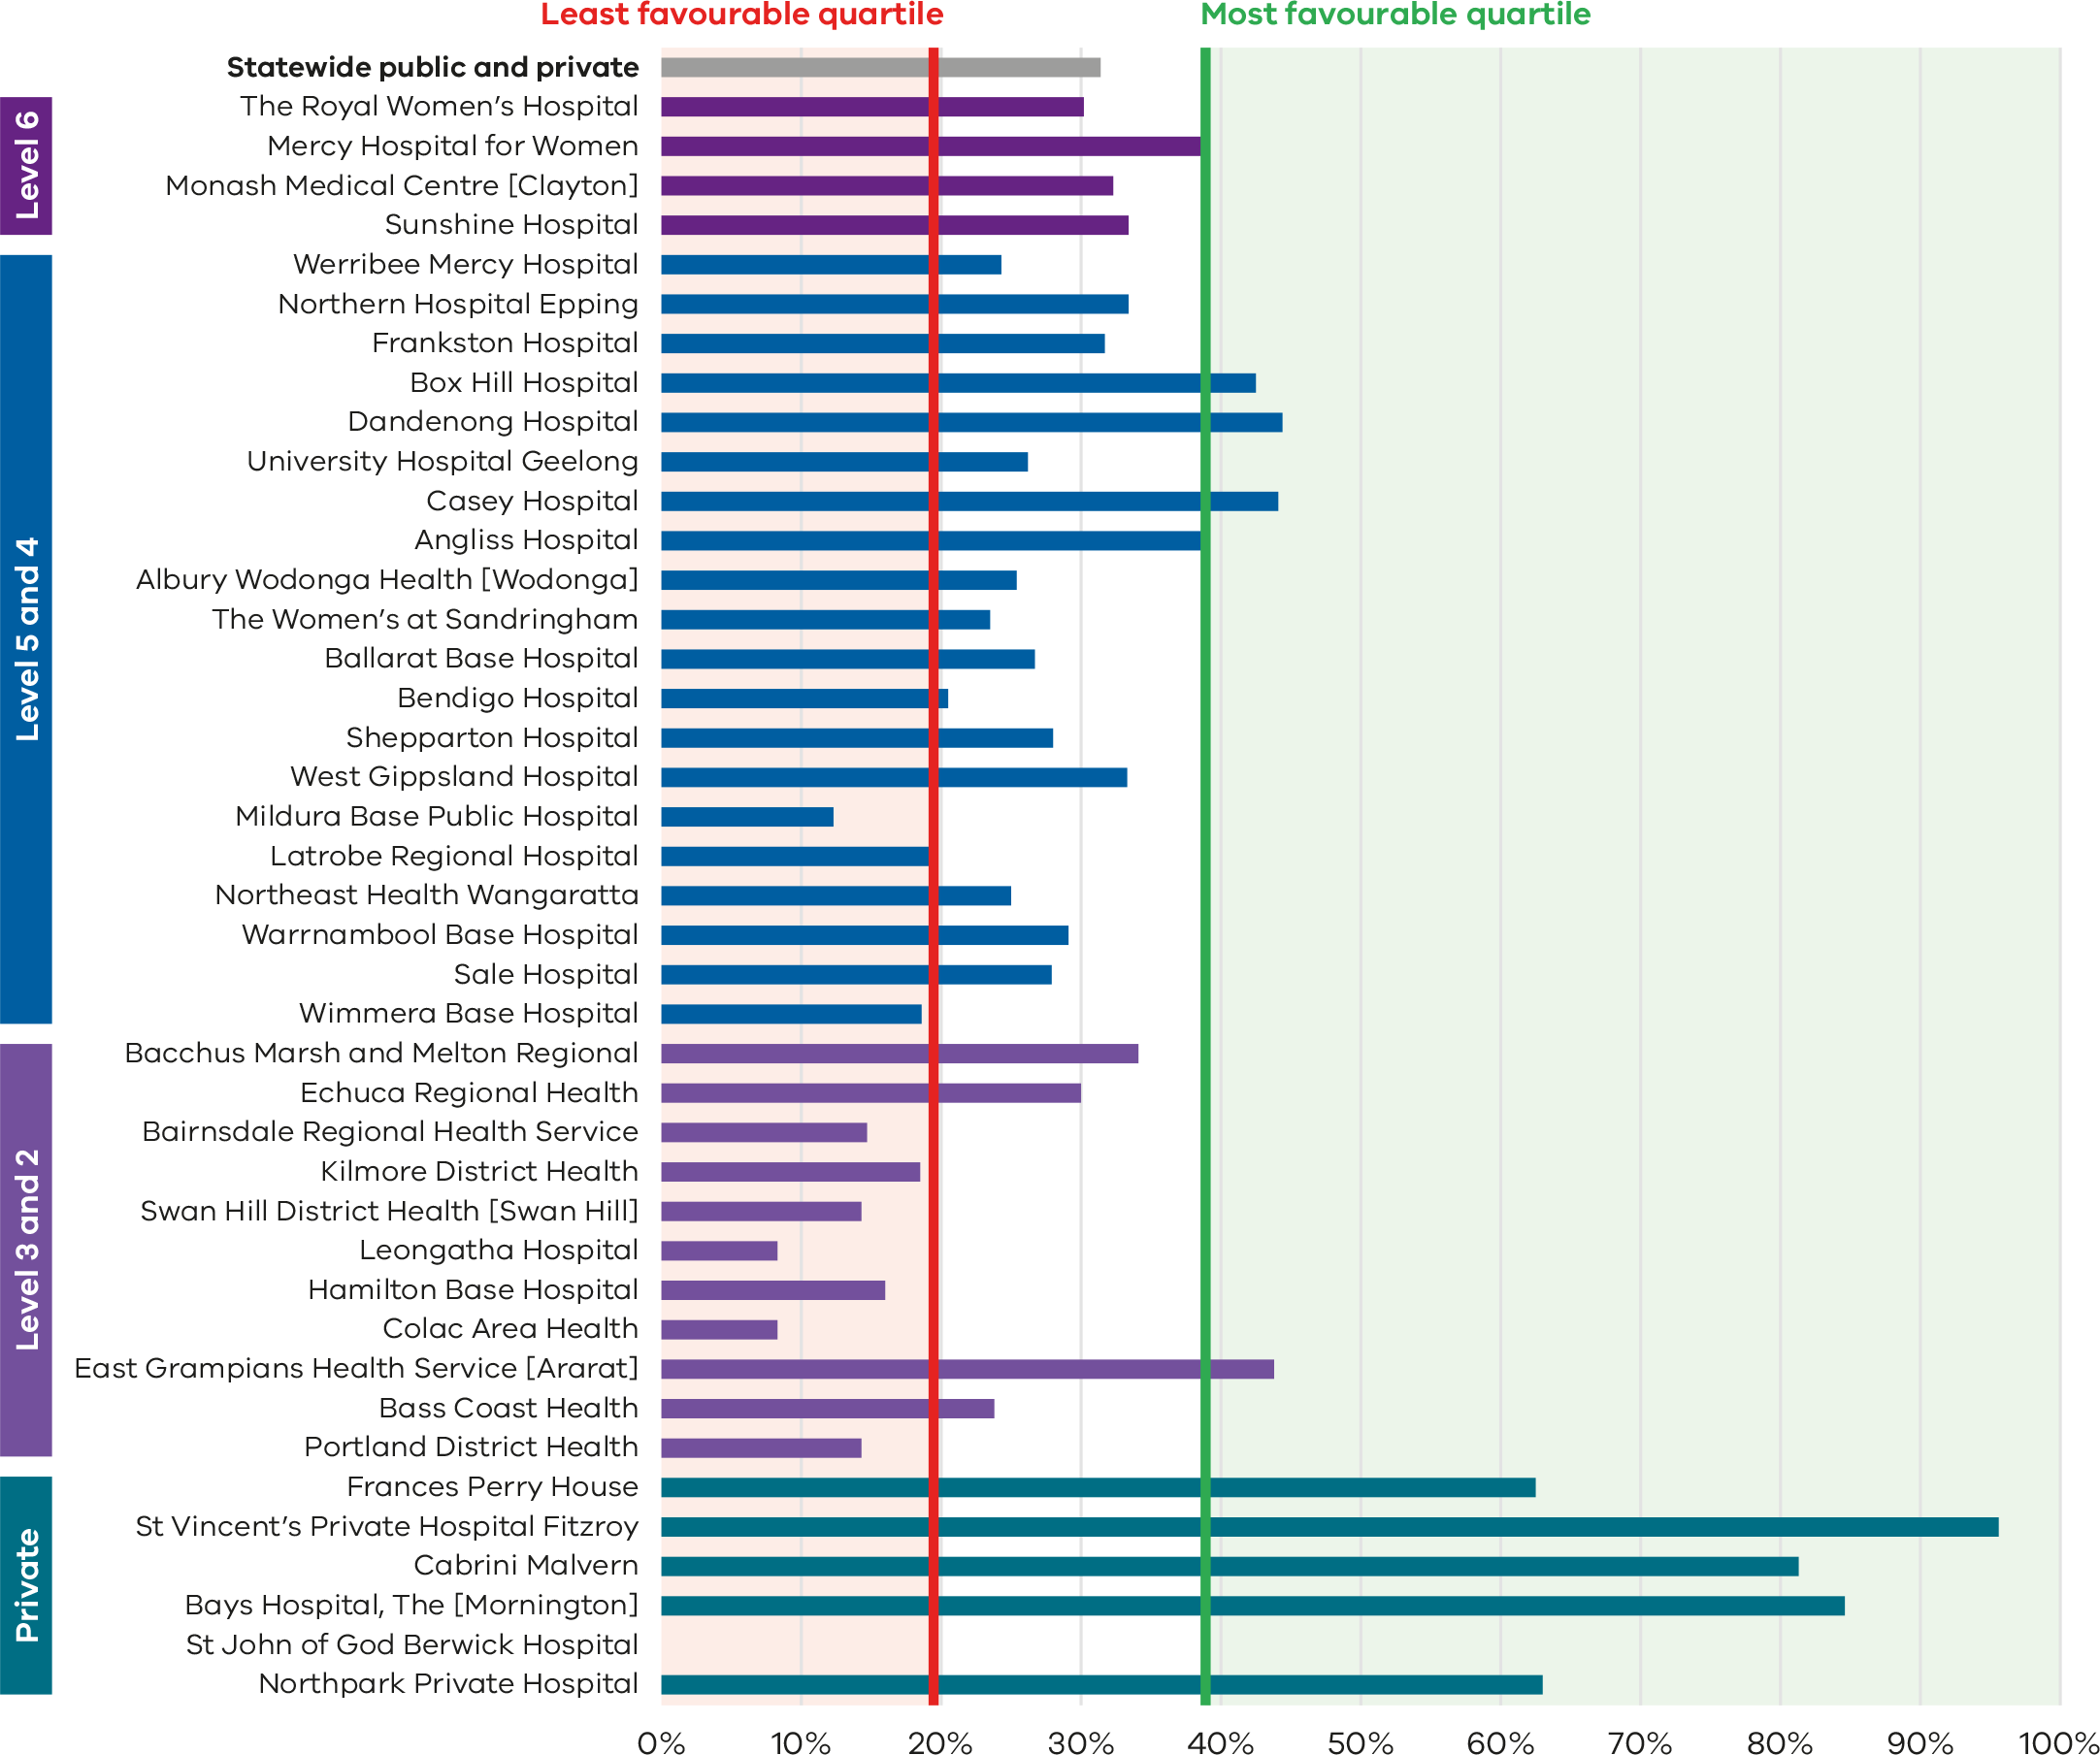 Least favourable quartile
Most favourable quartile
Statewide public and private
Level 6
The Royal Women’s Hospital
Mercy Hospital for Women
Monash Medical Centre [Clayton]
Sunshine Hospital
Level 5 and 4
Werribee Mercy Hospital
Northern Hospital Epping
Frankston Hospital
Box Hill Hospital
Dandenong Hospital
University Hospital Geelong
Casey Hospital
Angliss Hospital
Albury Wodonga Health [Wodonga]
The Women’s at Sandringham
Ballarat Base Hospital
Bendigo Hospital
Shepparton Hospital
West Gippsland Hospital
Mildura Base Public Hospital
Latrobe Regional Hospital
Northeast Health Wangaratta
Warrnambool Base Hospital
Sale Hospital
Wimmera Base Hospital
Level 3 and 2
Bacchus Marsh and Melton Regional
Echuca Regional Health
Bairnsdale Regional Health Service
Kilmore District Health
Swan Hill District Health [Swan Hill]
Leongatha Hospital
Hamilton Base Hospital
Colac Area Health
East Grampians Health Service [Ararat]
Bass Coast Health
Portland District Health
Private
Frances Perry House
St Vincent’s Private Hospital Fitzroy
Cabrini Malvern
Bays Hospital, The [Mornington]
St John of God Berwick Hospital
Northpark Private Hospital
0% 10% 20% 30% 40% 50% 60% 70% 80% 90% 100%